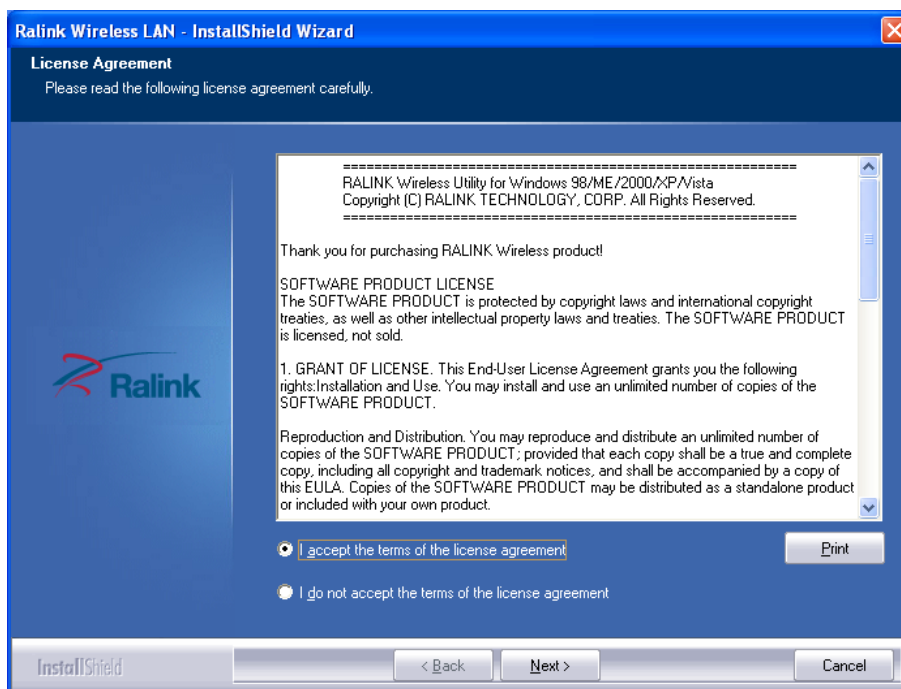 Ralink Wireless LAN - InstallShield Wizard
License Agreement
Please read the following license agreement carefully.
==========================================================
RALINK Wireless Utility for Windows 98/ME/2000/XP/Vista
Copyright (C) RALINK TECHNOLOGY, CORP. All Rights Reserved.
==========================================================
Thank you for purchasing RALINK Wireless product!
SOFTWARE PRODUCT LICENSE
The SOFTWARE PRODUCT is protected by copyright laws and international copyright
treaties, as well as other intellectual property laws and treaties. The SOFTWARE PRODUCT
is licensed, not sold.
1. GRANT OF LICENSE. This End-User License Agreement grants you the following
rights:Installation and Use. You may install and use an unlimited number of copies of the
SOFTWARE PRODUCT.
Reproduction and Distribution. You may reproduce and distribute an unlimited number of
copies of the SOFTWARE PRODUCT; provided that each copy shall be a true and complete
copy, including all copyright and trademark notices, and shall be accompanied by a copy of
this EULA. Copies of the SOFTWARE PRODUCT may be distributed as a standalone product
or included with your own product.
Ralink
I accept the terms of the license agreement
Print
I do not accept the terms of the license agreement
InstallShield
< Back
Next >
Cancel